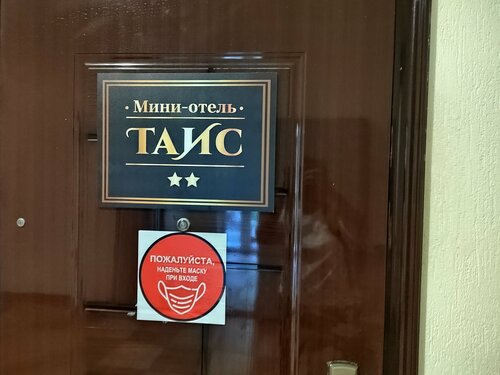 · Мини-отель ·
ТАИС
ПОЖАЛУЙСТА,
НАДЕНЬТЕ МАСКУ
ПРИ ВХОДЕ